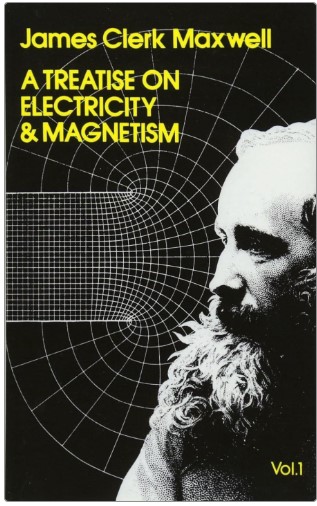 James Clerk Maxwell
A TREATISE ON
ELECTRICITY
& MAGNETISM
Vol.1